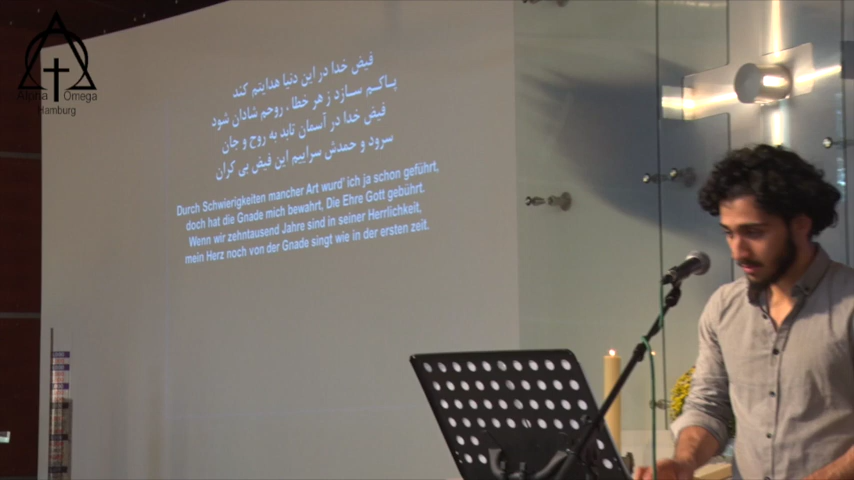 Alpha Omega
Hamburg
فیض خدا در این دنیا هدایتم کند
پـاکـم سـازد ز هر خطا ، روحم شادان شود
فیض خدا در آسمان تابد به روح و جان
سرود و حمدش سراییم این فیض بی کران
Durch Schwierigkeiten mancher Art wurd' ich ja schon geführt,
doch hat die Gnade mich bewahrt, Die Ehre Gott gebührt.
Wenn wir zehntausend Jahre sind in seiner Herrlichkeit,
mein Herz noch von der Gnade singt wie in der ersten zeit.